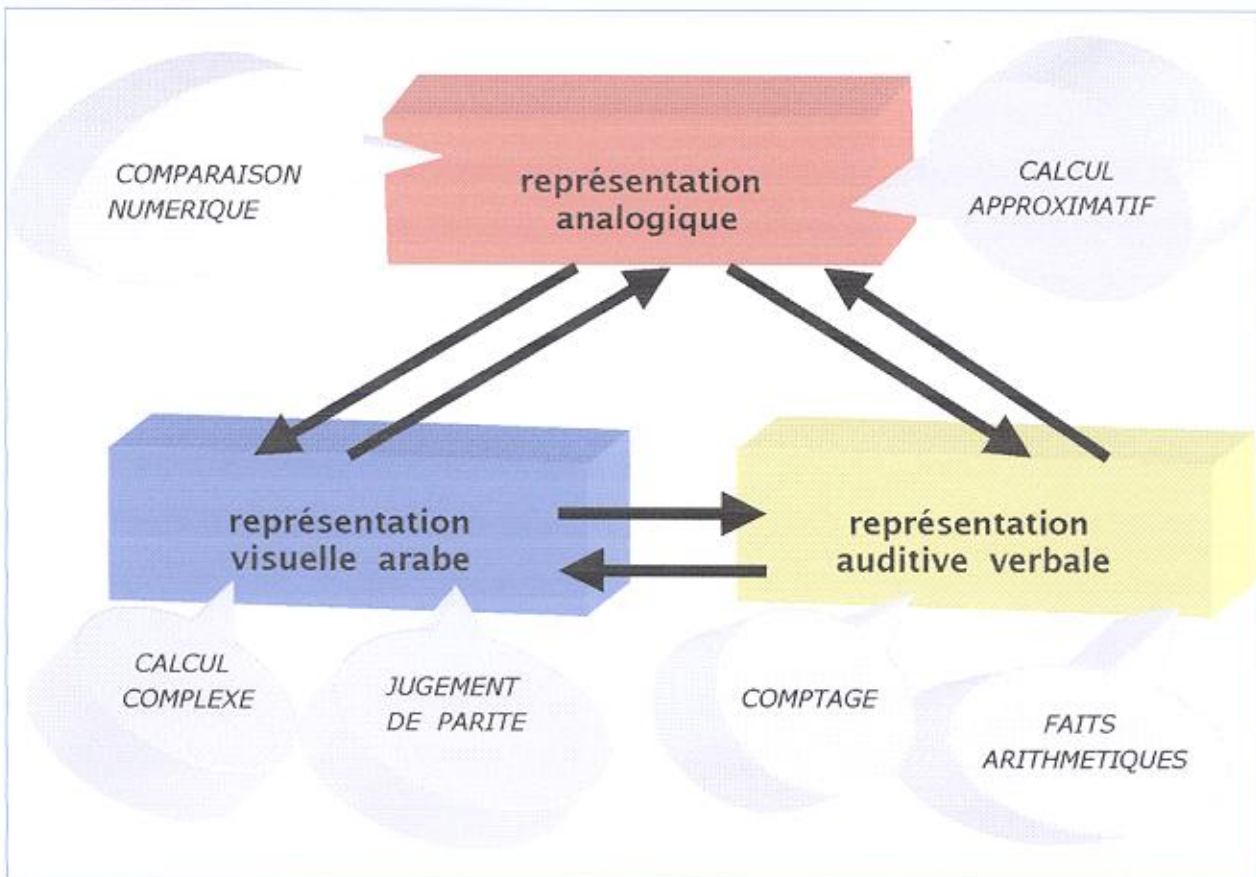 COMPARAISON
NUMERIQUE
représentation
analogique
CALCUL
APPROXIMATIF
représentation
visuelle arabe
représentation
auditive verbale
CALCUL
COMPLEXE
JUGEMENT
DE PARITE
COMPTAGE
FAITS
ARITHMETIQUES